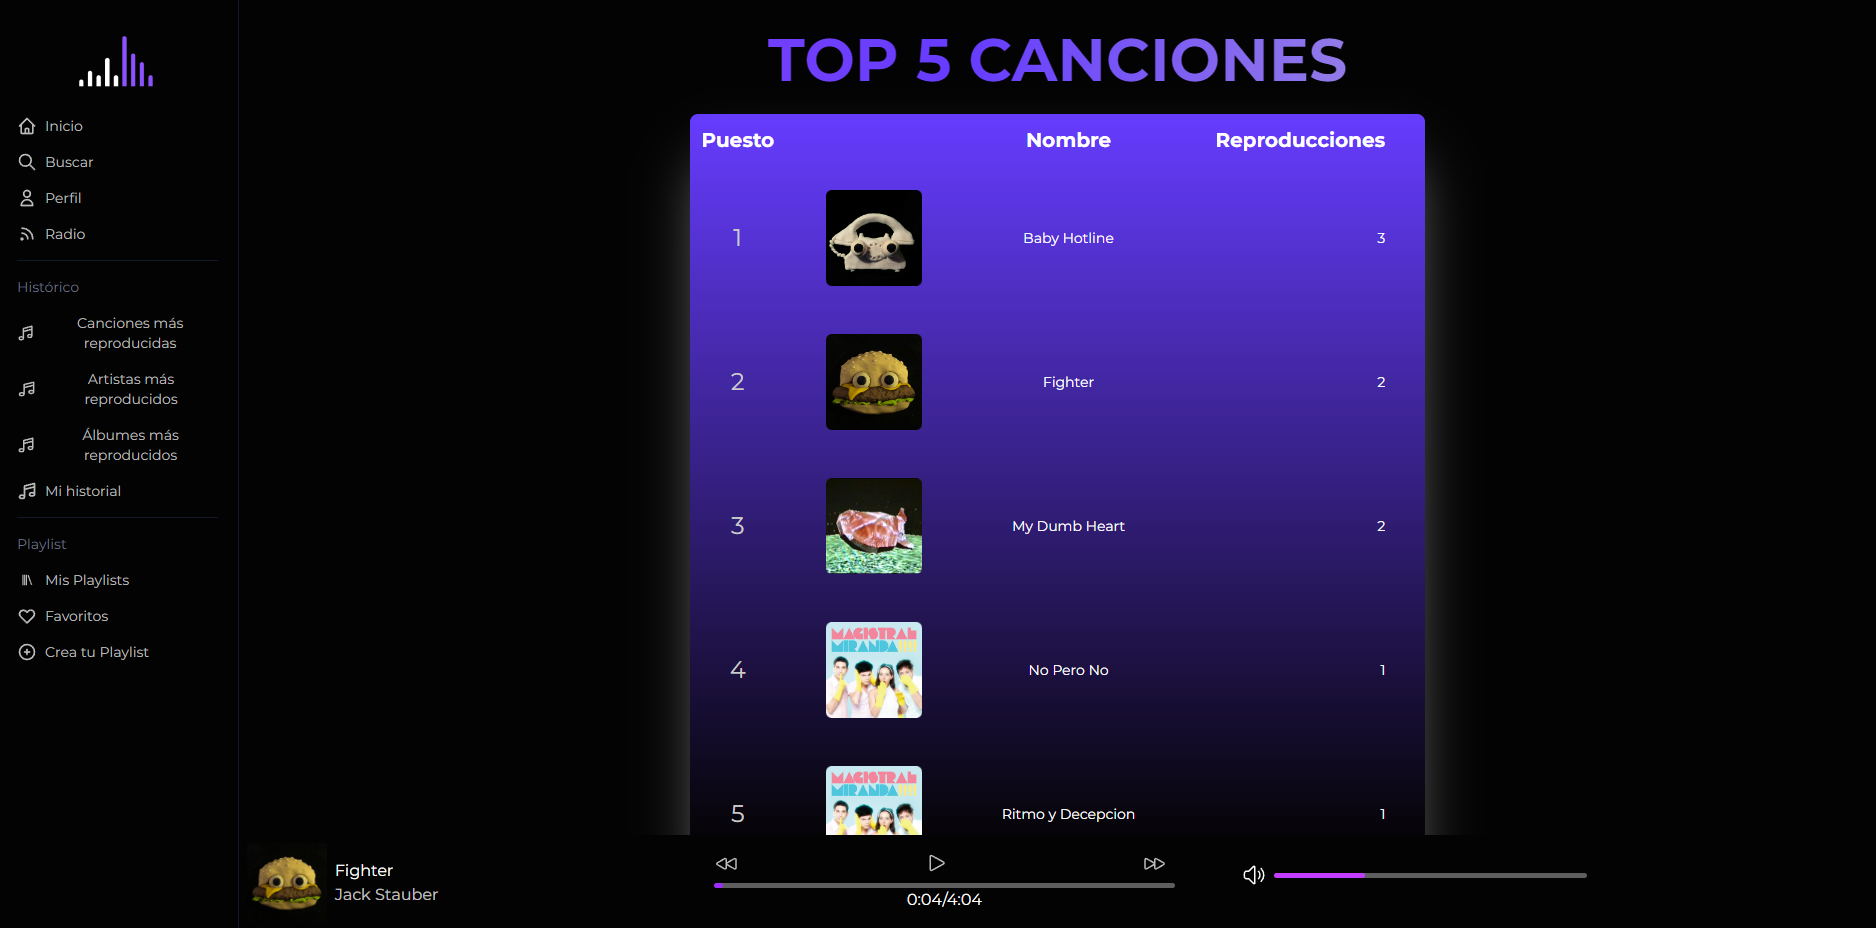 Inicio
Buscar
Perfil
Radio
Histórico
Canciones más
reproducidas
Artistas más
reproducidos
Álbumes más
reproducidos
Mi historial
Playlist
Mis Playlists
Favoritos
Crea tu Playlist
TOP 5 CANCIONES
Puesto Nombre Reproducciones
1 Baby Hotline 3
2 Fighter 2
3 My Dumb Heart 2
MAGISTRAL
MIRANDA!
4 No Pero No 1
MAGISTRAL
MIRANDA!
5 Ritmo y Decepcion 1
Fighter
Jack Stauber
0:04/4:04